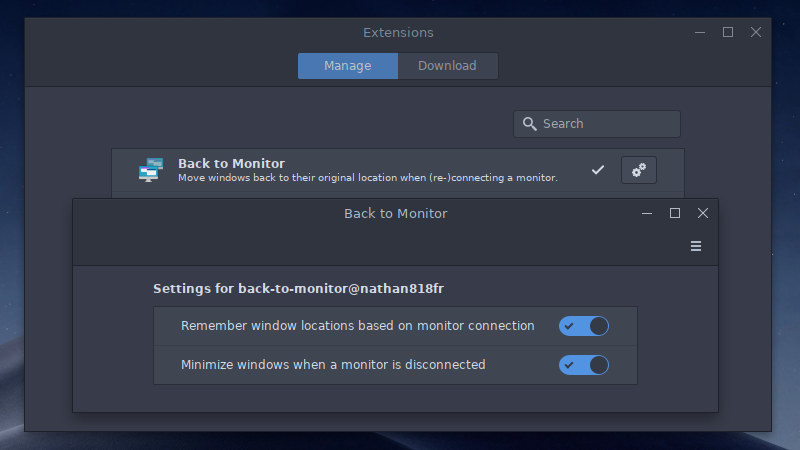 Extensions
Manage
Download
Search
Back to Monitor
Move windows back to their original location when (re-)connecting a monitor.
Back to Monitor
Settings for back-to-monitor@nathan818fr
Remember window locations based on monitor connection
Minimize windows when a monitor is disconnected